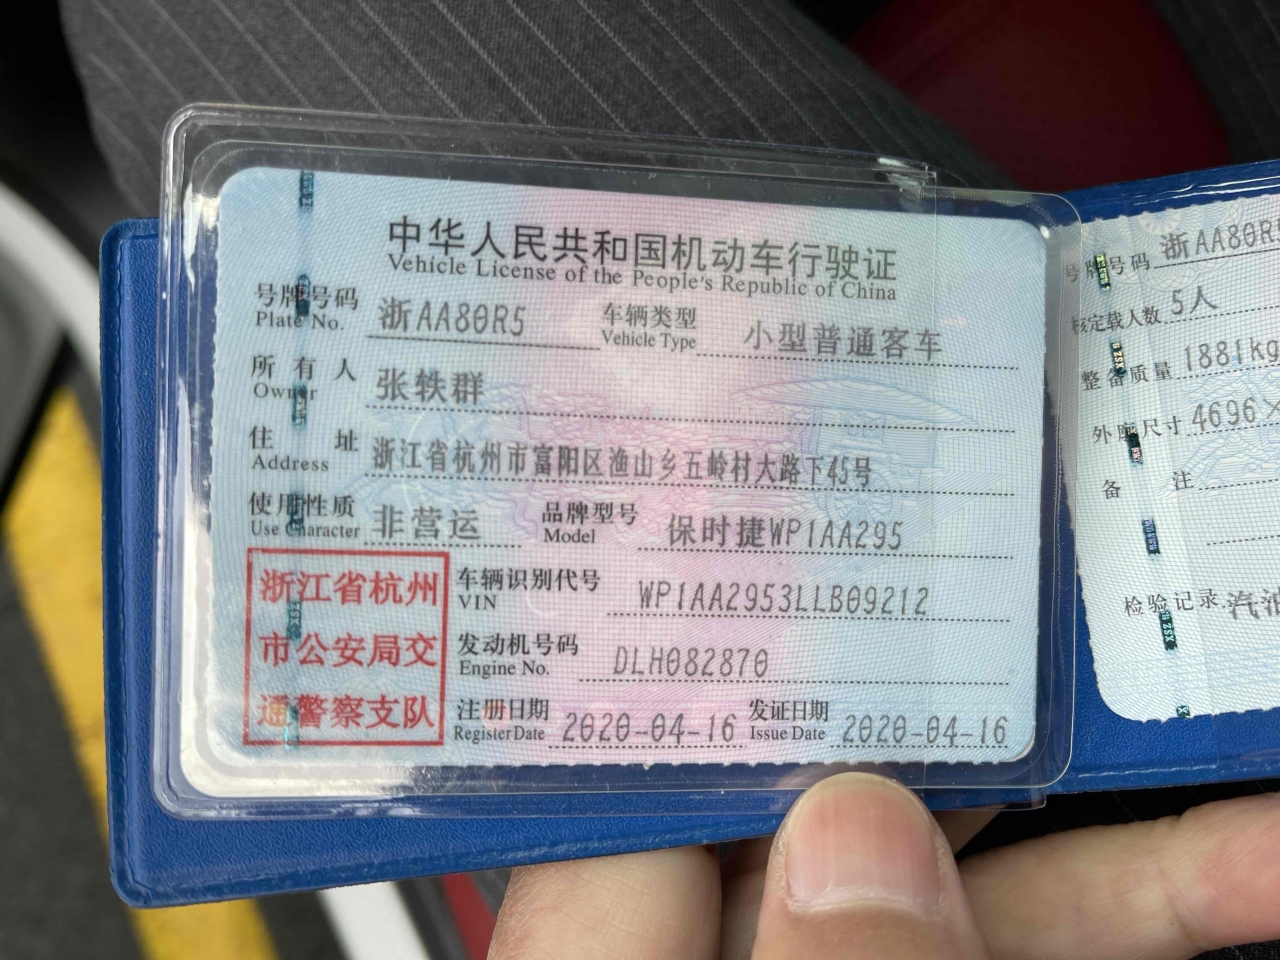 中华人民共和国机动车行驶证
Vehicle License of the People's Republic of China
号牌号码 浙AA80R5 车辆类型 小型普通客车
Plate No. Vehicle Type
所有人 张轶群
Owner
住址 浙江省杭州市富阳区渔山乡五岭村大路下45号
Address
使用性质 非营运 品牌型号 保时捷WP1AA295
Use Character Model
浙江省杭州
市公安局交
通警察支队
车辆识别代号 WP1AA2953LLB09212
VIN
发动机号码 DLH082870
Engine No.
注册日期 2020-04-16 发证日期 2020-04-16
Register Date Issue Date
号牌号码 浙AA80R
核定载人数 5人
整备质量 1881kg
外廓尺寸 4696×
备注
检验记录 汽油